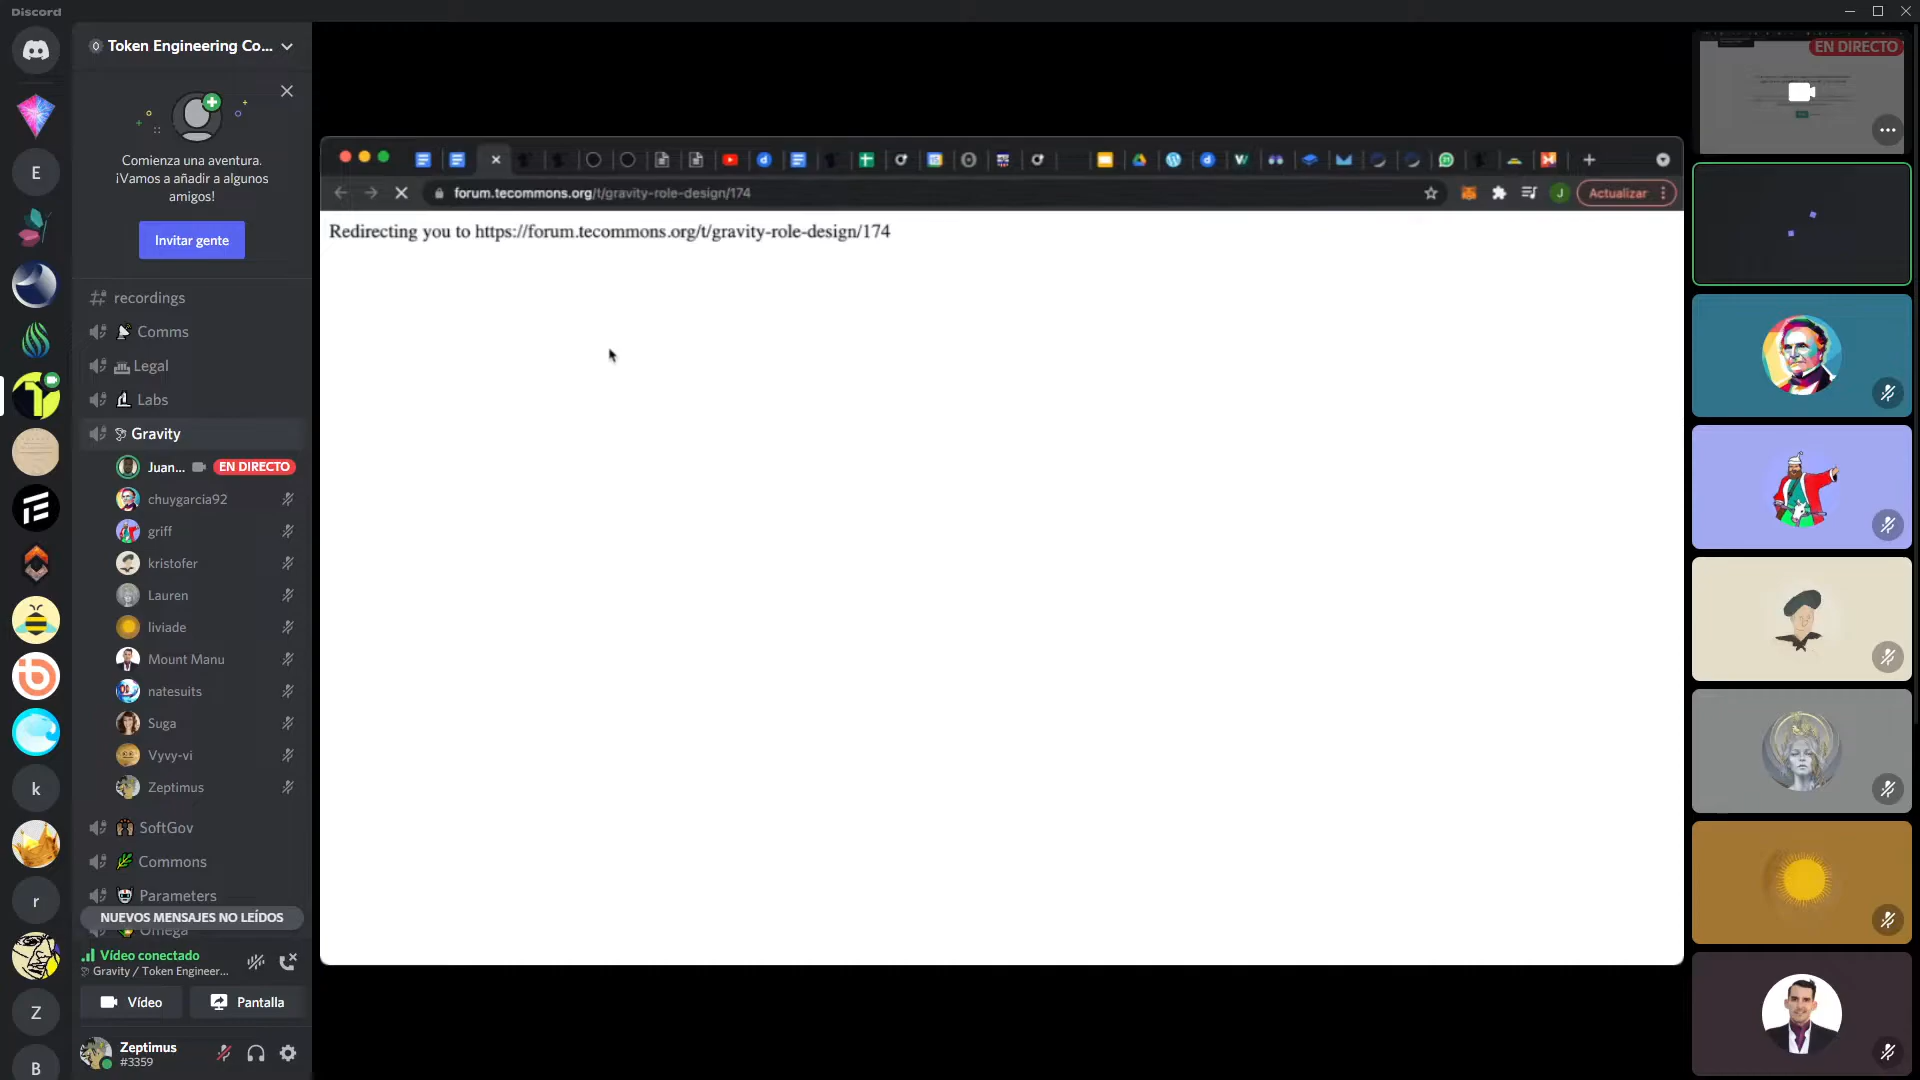 Discord
Token Engineering Co...
Comienza una aventura.
¡Vamos a añadir a algunos
amigos!
Invitar gente
recordings
Comms
Legal
Labs
Gravity
Juan... EN DIRECTO
chuygarcia92
griff
kristofer
Lauren
liviade
Mount Manu
natesuits
Suga
Vyvy-vi
Zeptimus
SoftGov
Commons
Parameters
NUEVOS MENSAJES NO LEÍDOS
Omega
Vídeo conectado
Gravity / Token Engineer...
Vídeo
Pantalla
Zeptimus
#3359
E
k
r
Z
B
forum.tecommons.org/t/gravity-role-design/174
J
Actualizar
Redirecting you to https://forum.tecommons.org/t/gravity-role-design/174
EN DIRECTO